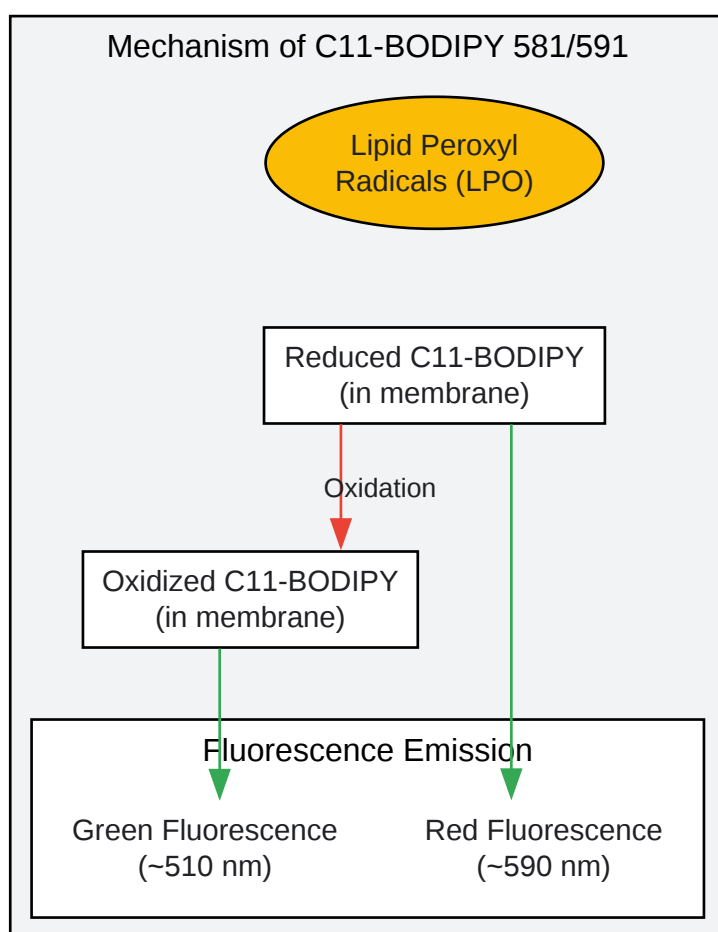 Mechanism of C11-BODIPY 581/591
Lipid Peroxyl
Radicals (LPO)
Reduced C11-BODIPY
(in membrane)
Oxidation
Oxidized C11-BODIPY
(in membrane)
Fluorescence Emission
Green Fluorescence
(~510 nm)
Red Fluorescence
(~590 nm)